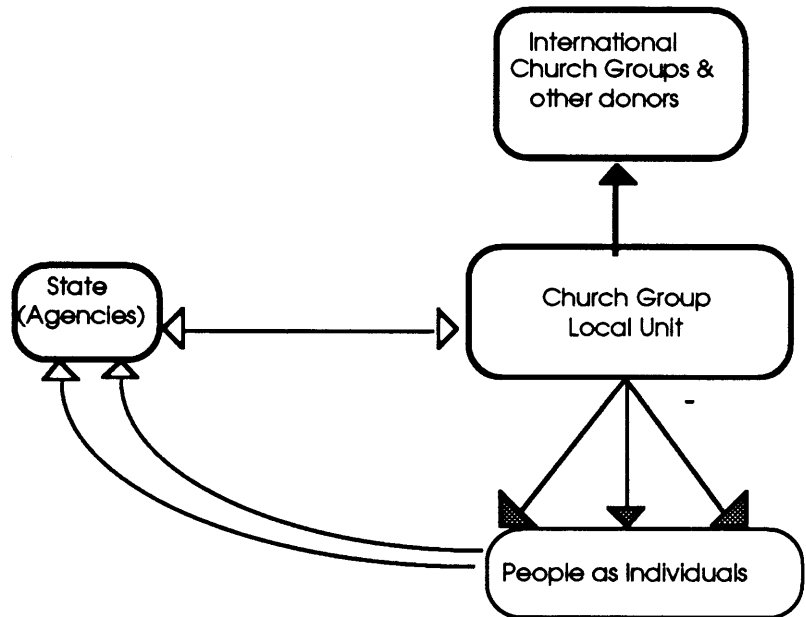 International
Church Groups &
other donors
State
(Agencies)
Church Group
Local Unit
People as Individuals